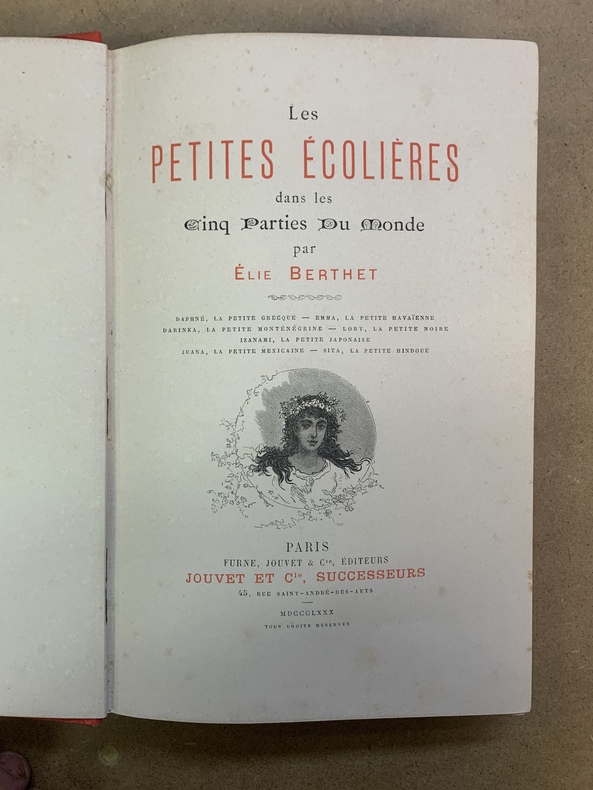 Les
PETITES ÉCOLIÈRES
dans les
Cinq Parties Du Monde
par
ÉLIE BERTHET
DAPHNÉ, LA PETITE GRECQUE — EMMA, LA PETITE HAVAÏENNE
DARINKA, LA PETITE MONTÉNÉGRINE — LORY, LA PETITE NOIRE
IZANAMI, LA PETITE JAPONAISE
JUANA, LA PETITE MEXICAINE — SITA, LA PETITE HINDOUE
PARIS
FURNE, JOUVET & Cie, ÉDITEURS
JOUVET ET Cie, SUCCESSEURS
45, RUE SAINT-ANDRÉ-DES-ARTS
MDCCCLXXX
TOUS DROITS RÉSERVÉS